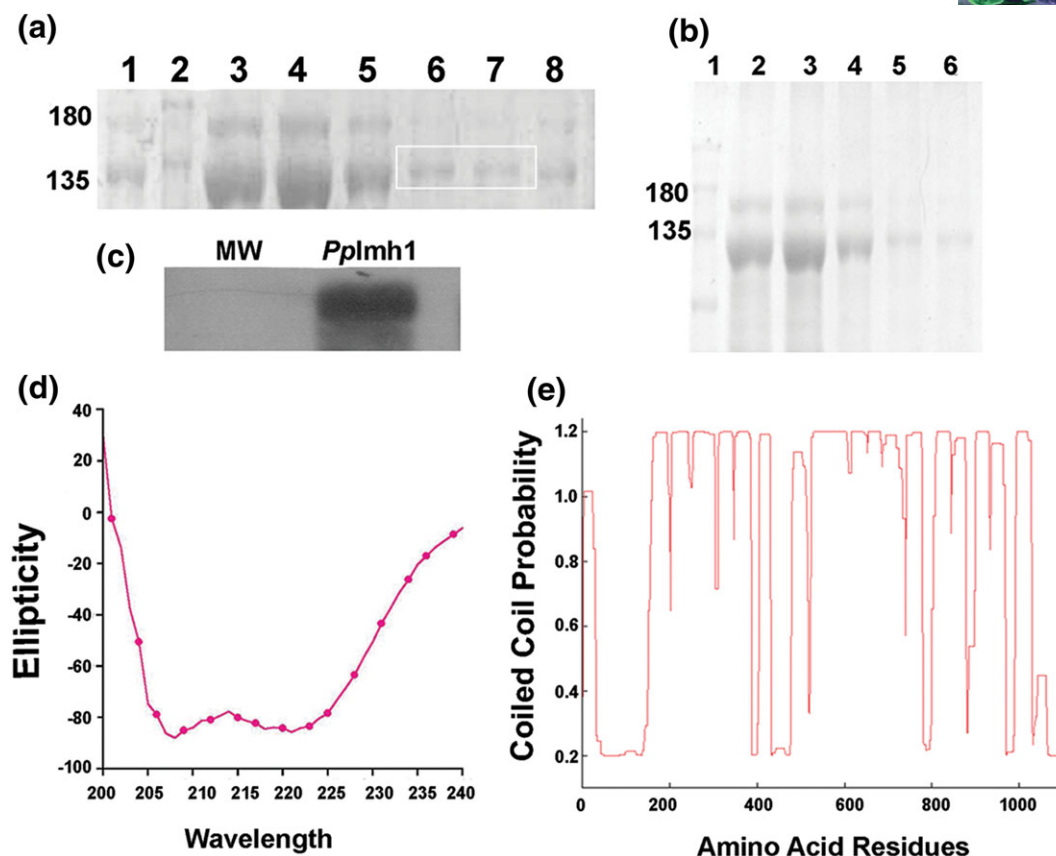 (a)
1 2 3 4 5 6 7 8
180
135
(b)
1 2 3 4 5 6
180
135
(c)
MW PpImh1
(d)
40
20
0
-20
-40
-60
-80
-100
200 205 210 215 220 225 230 235 240
Ellipticity
Wavelength
(e)
1.2
1.0
0.8
0.6
0.4
0.2
0 200 400 600 800 1000
Coiled Coil Probability
Amino Acid Residues